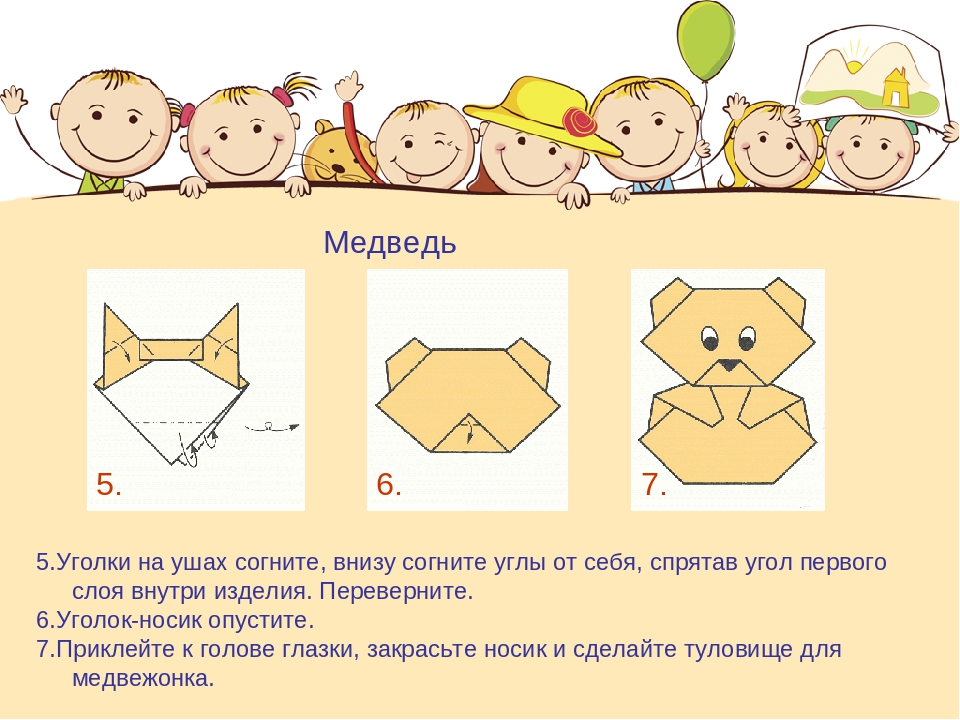 Медведь
5.
6.
7.
5.Уголки на ушах согните, внизу согните углы от себя, спрятав угол первого
слоя внутри изделия. Переверните.
6.Уголок-носик опустите.
7.Приклейте к голове глазки, закрасьте носик и сделайте туловище для
медвежонка.